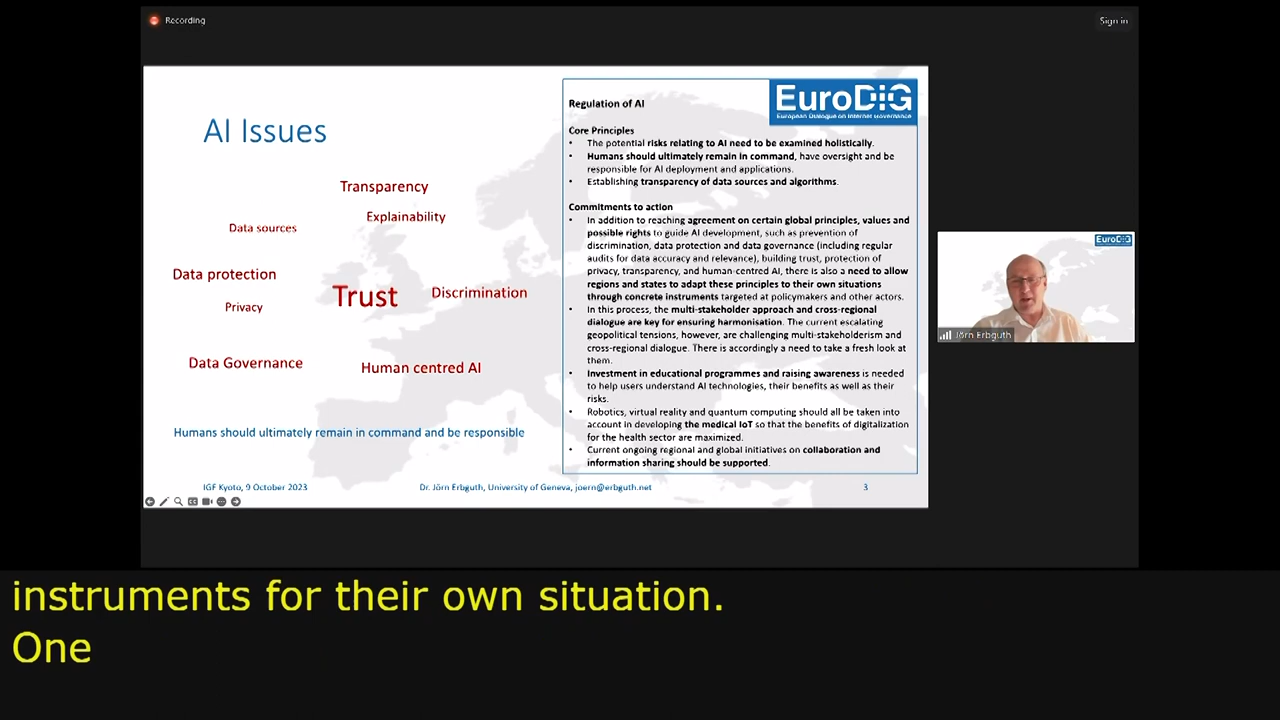 Recording
Sign in
AI Issues
Transparency
Explainability
Data sources
Data protection
Trust
Discrimination
Privacy
Data Governance
Human centred AI
Humans should ultimately remain in command and be responsible
EuroDIG
European Dialogue on Internet Governance
Regulation of AI
Core Principles
• The potential risks relating to AI need to be examined holistically.
• Humans should ultimately remain in command, have oversight and be
responsible for AI deployment and applications.
• Establishing transparency of data sources and algorithms.
Commitments to action
• In addition to reaching agreement on certain global principles, values and
possible rights to guide AI development, such as prevention of
discrimination, data protection and data governance (including regular
audits for data accuracy and relevance), building trust, protection of
privacy, transparency, and human-centred AI, there is also a need to allow
regions and states to adapt these principles to their own situations
through concrete instruments targeted at policymakers and other actors.
• In this process, the multi-stakeholder approach and cross-regional
dialogue are key for ensuring harmonisation. The current escalating
geopolitical tensions, however, are challenging multi-stakeholderism and
cross-regional dialogue. There is accordingly a need to take a fresh look at
them.
• Investment in educational programmes and raising awareness is needed
to help users understand AI technologies, their benefits as well as their
risks.
• Robotics, virtual reality and quantum computing should all be taken into
account in developing the medical IoT so that the benefits of digitalization
for the health sector are maximized.
• Current ongoing regional and global initiatives on collaboration and
information sharing should be supported.
IGF Kyoto, 9 October 2023
Dr. Jörn Erbguth, University of Geneva, joern@erbguth.net
3
EuroDIG
Jörn Erbguth
instruments for their own situation.
One